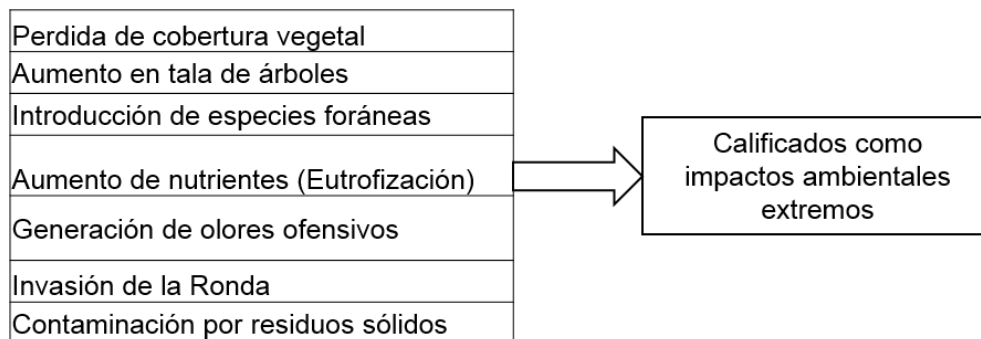 Perdida de cobertura vegetal
Aumento en tala de árboles
Introducción de especies foráneas
Aumento de nutrientes (Eutrofización)
Generación de olores ofensivos
Invasión de la Ronda
Contaminación por residuos sólidos
Calificados como
impactos ambientales
extremos